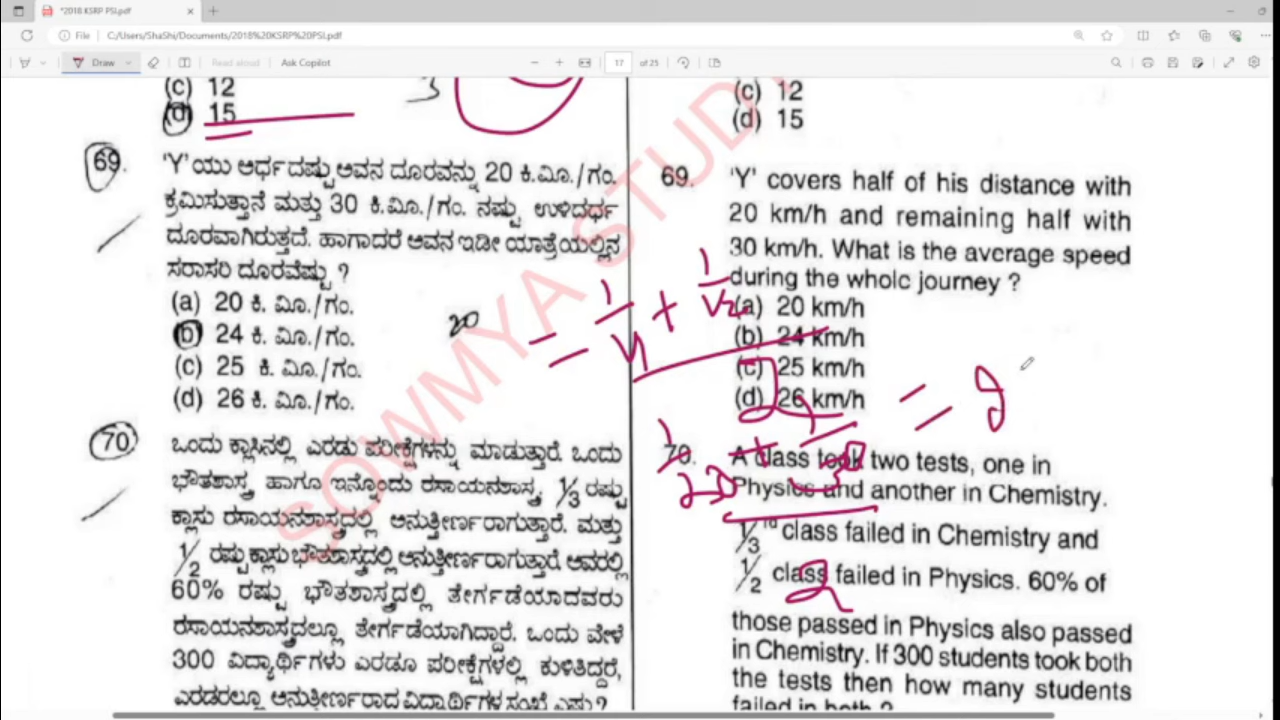 *2018 KSRP PSI.pdf
File C:/Users/ShaShi/Documents/2018%20KSRP%20PSI.pdf
Draw Read aloud Ask Copilot 17 of 25
(c) 12
(d) 15
69. 'Y'ಯು ಅರ್ಧದಷ್ಟು ಅವನ ದೂರವನ್ನು 20 ಕಿ.ಮೀ./ಗಂ.
ಕ್ರಮಿಸುತ್ತಾನೆ ಮತ್ತು 30 ಕಿ.ಮೀ./ಗಂ. ನಷ್ಟು ಉಳಿದರ್ಧ
ದೂರವಾಗಿರುತ್ತದೆ. ಹಾಗಾದರೆ ಅವನ ಇಡೀ ಯಾತ್ರೆಯಲ್ಲಿನ
ಸರಾಸರಿ ದೂರವೆಷ್ಟು ?
(a) 20 ಕಿ.ಮೀ./ಗಂ.
(b) 24 ಕಿ.ಮೀ./ಗಂ.
(c) 25 ಕಿ.ಮೀ./ಗಂ.
(d) 26 ಕಿ.ಮೀ./ಗಂ.
20
70. ಒಂದು ಕ್ಲಾಸಿನಲ್ಲಿ ಎರಡು ಪರೀಕ್ಷೆಗಳನ್ನು ಮಾಡುತ್ತಾರೆ. ಒಂದು
ಭೌತಶಾಸ್ತ್ರ ಹಾಗೂ ಇನ್ನೊಂದು ರಸಾಯನಶಾಸ್ತ್ರ. 1/3 ರಷ್ಟು
ಕ್ಲಾಸು ರಸಾಯನಶಾಸ್ತ್ರದಲ್ಲಿ ಅನುತ್ತೀರ್ಣರಾಗುತ್ತಾರೆ. ಮತ್ತು
1/2 ರಷ್ಟು ಕ್ಲಾಸು ಭೌತಶಾಸ್ತ್ರದಲ್ಲಿ ಅನುತ್ತೀರ್ಣರಾಗುತ್ತಾರೆ. ಅವರಲ್ಲಿ
60% ರಷ್ಟು ಭೌತಶಾಸ್ತ್ರದಲ್ಲಿ ತೇರ್ಗಡೆಯಾದವರು
ರಸಾಯನಶಾಸ್ತ್ರದಲ್ಲೂ ತೇರ್ಗಡೆಯಾಗಿದ್ದಾರೆ. ಒಂದು ವೇಳೆ
300 ವಿದ್ಯಾರ್ಥಿಗಳು ಎರಡೂ ಪರೀಕ್ಷೆಗಳಲ್ಲಿ ಕುಳಿತಿದ್ದರೆ,
ಎರಡರಲ್ಲೂ ಅನುತ್ತೀರ್ಣರಾದ ವಿದ್ಯಾರ್ಥಿಗಳ ಸಂಖ್ಯೆ ಎಷ್ಟು?
(c) 12
(d) 15
69. 'Y' covers half of his distance with
20 km/h and remaining half with
30 km/h. What is the average speed
during the whole journey ?
(a) 20 km/h
(b) 24 km/h
(c) 25 km/h
(d) 26 km/h
70. A class took two tests, one in
Physics and another in Chemistry.
1/3rd class failed in Chemistry and
1/2 class failed in Physics. 60% of
those passed in Physics also passed
in Chemistry. If 300 students took both
the tests then how many students
failed in both ?
SOWMYA STUDY